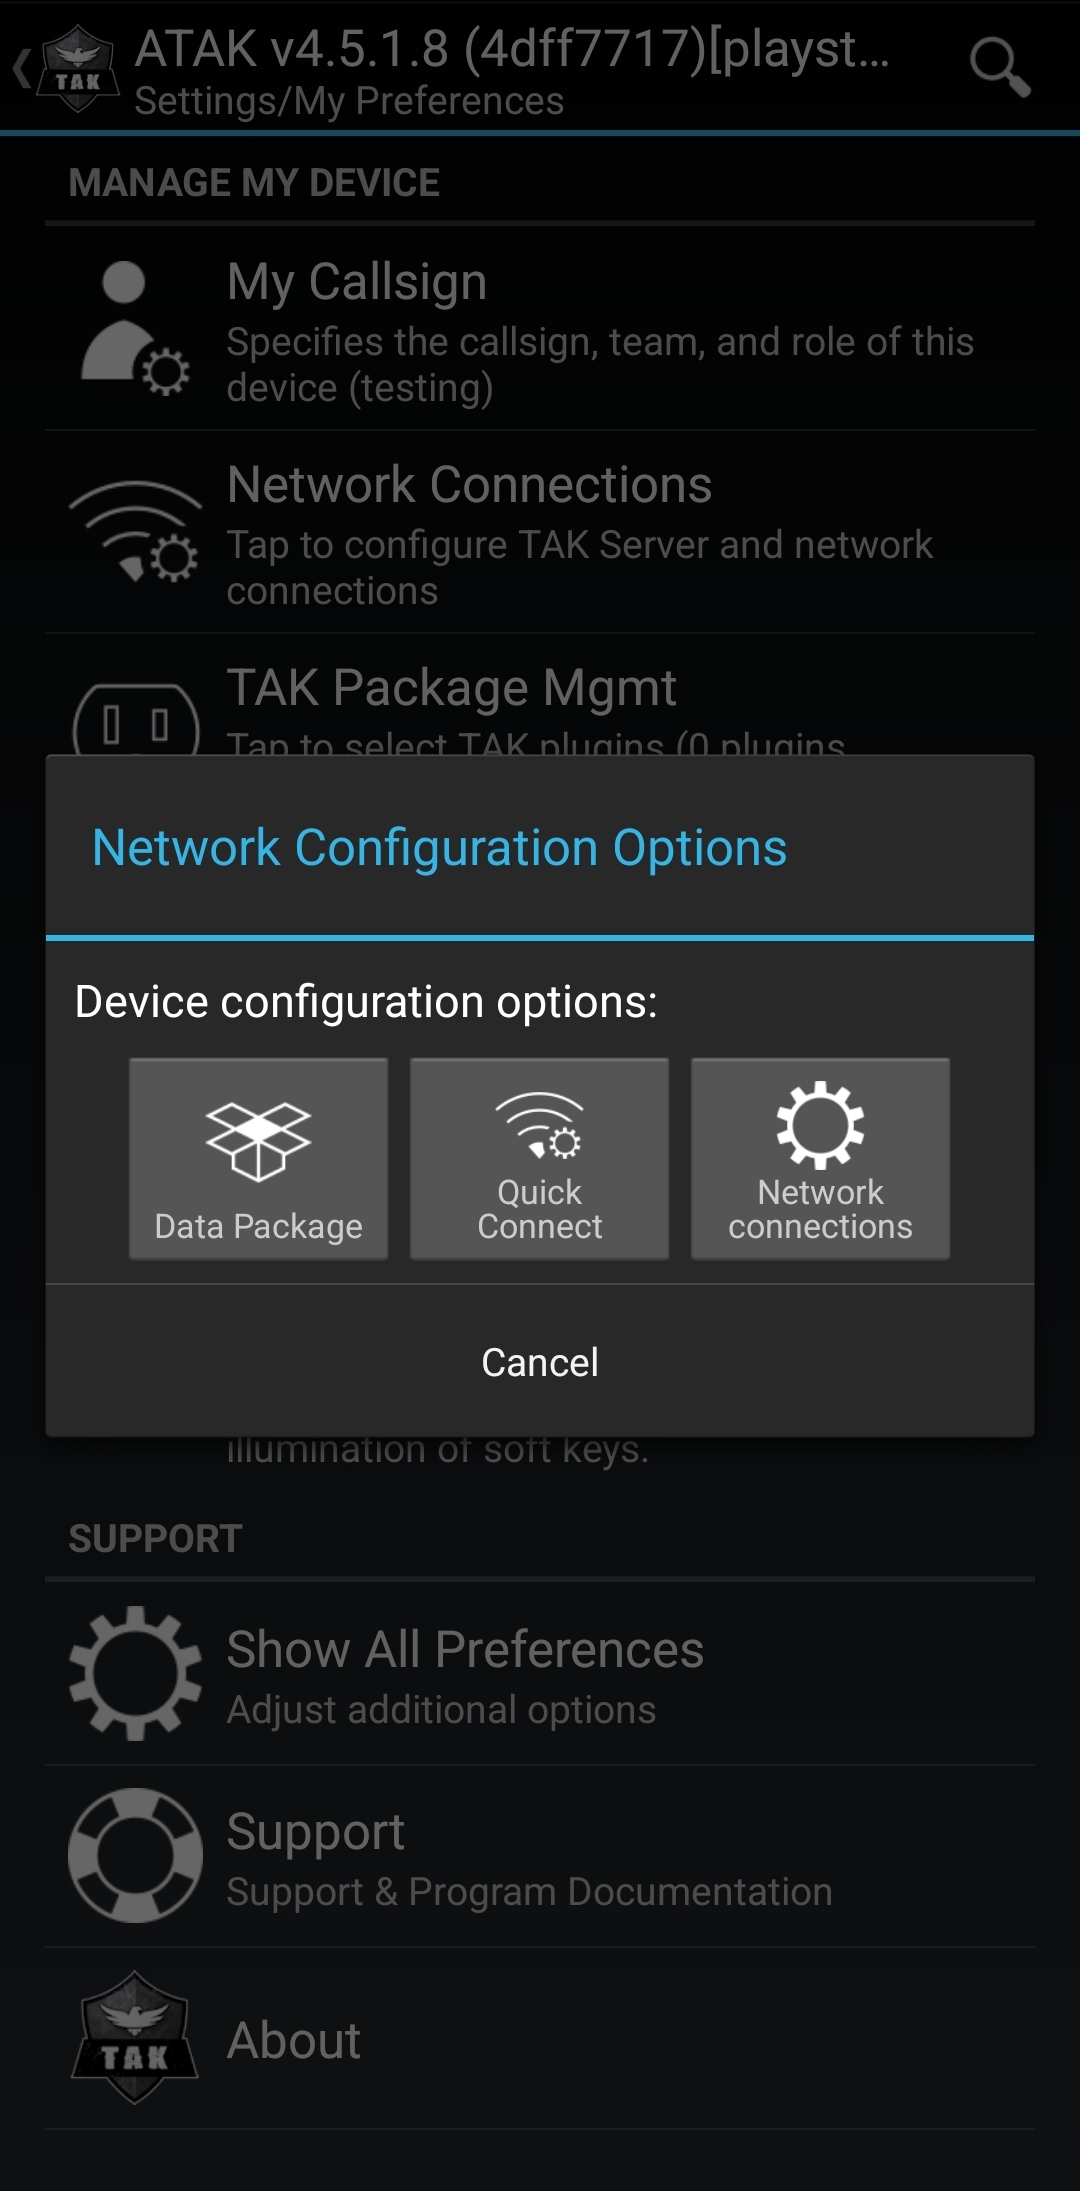 TAK
ATAK v4.5.1.8 (4dff7717)[playst...
Settings/My Preferences
MANAGE MY DEVICE
My Callsign
Specifies the callsign, team, and role of this
device (testing)
Network Connections
Tap to configure TAK Server and network
connections
TAK Package Mgmt
Tap to select TAK plugins (0 plugins
Network Configuration Options
Device configuration options:
Data Package
Quick
Connect
Network
connections
Cancel
illumination of soft keys.
SUPPORT
Show All Preferences
Adjust additional options
Support
Support & Program Documentation
TAK
About